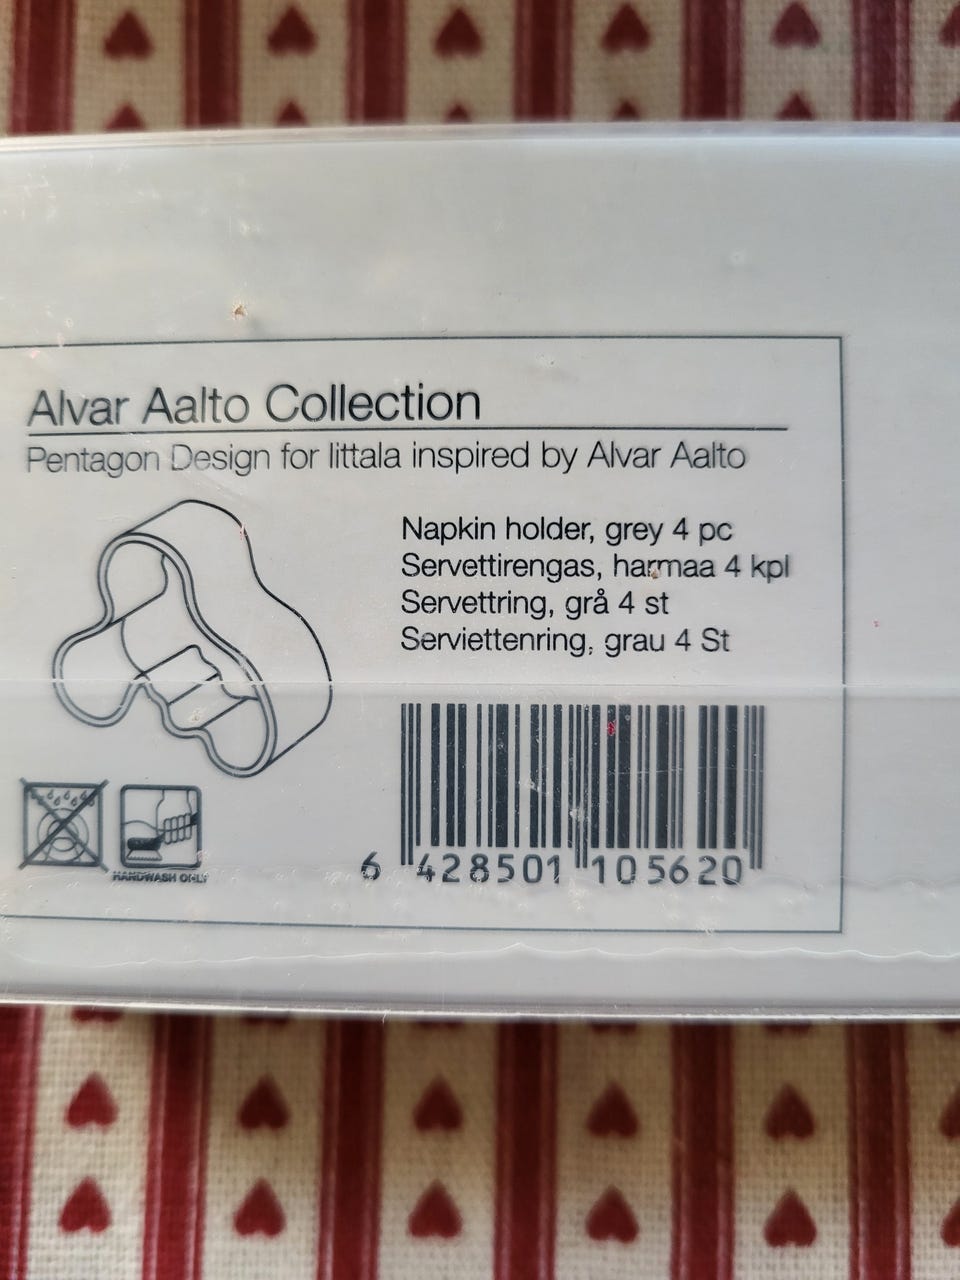 Alvar Aalto Collection
Pentagon Design for Iittala inspired by Alvar Aalto
Napkin holder, grey 4 pc
Servettirengas, harmaa 4 kpl
Servettring, grå 4 st
Serviettenring, grau 4 St
HANDWASH ONLY
6 428501 105620